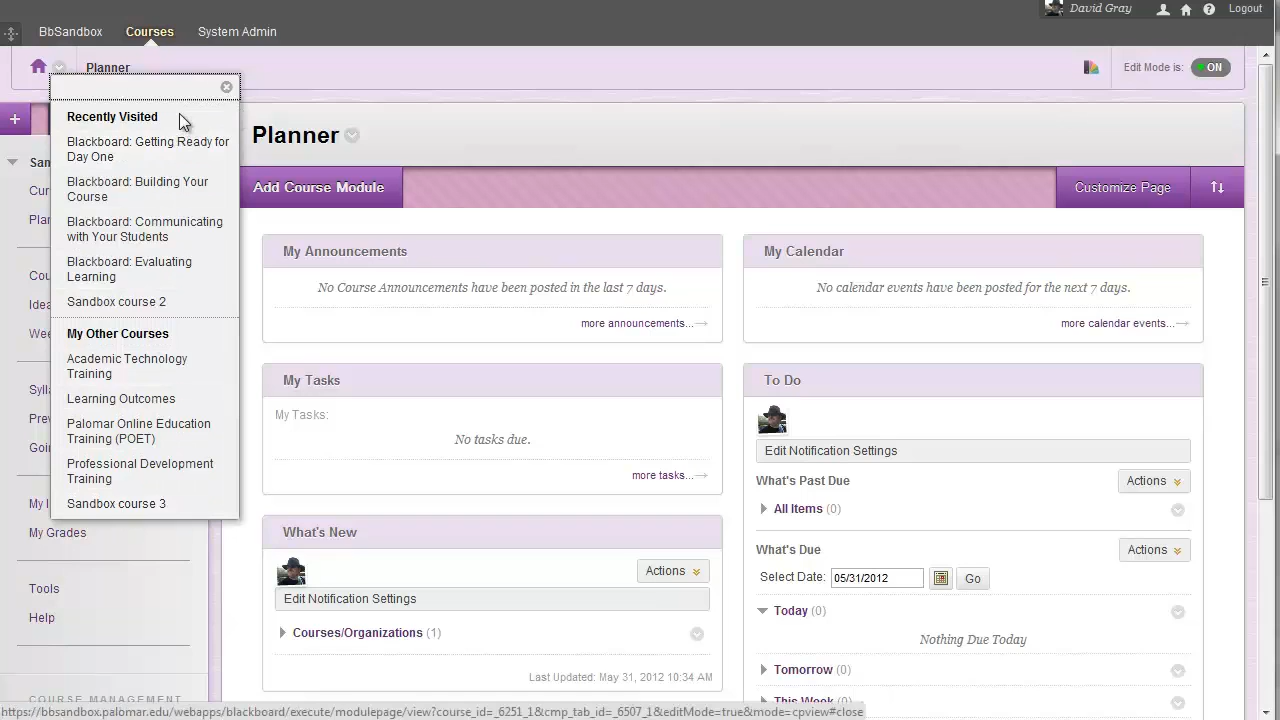 David Gray
Logout
BbSandbox
Courses
System Admin
Planner
Edit Mode is:
ON
Recently Visited
Blackboard: Getting Ready for
Day One
Blackboard: Building Your
Course
Blackboard: Communicating
with Your Students
Blackboard: Evaluating
Learning
Sandbox course 2
My Other Courses
Academic Technology
Training
Learning Outcomes
Palomar Online Education
Training (POET)
Professional Development
Training
Sandbox course 3
My Grades
Tools
Help
COURSE MANAGEMENT
Planner
Add Course Module
Customize Page
My Announcements
No Course Announcements have been posted in the last 7 days.
more announcements...
My Tasks
My Tasks:
No tasks due.
more tasks...
What's New
Actions
Edit Notification Settings
Courses/Organizations (1)
Last Updated: May 31, 2012 10:34 AM
My Calendar
No calendar events have been posted for the next 7 days.
more calendar events...
To Do
Edit Notification Settings
What's Past Due
Actions
All Items (0)
What's Due
Actions
Select Date: 05/31/2012
Go
Today (0)
Nothing Due Today
Tomorrow (0)
This Week (0)
https://bbsandbox.palomar.edu/webapps/blackboard/execute/modulepage/view?course_id=_6251_1&cmp_tab_id=_6507_1&editMode=true&mode=cpview#close